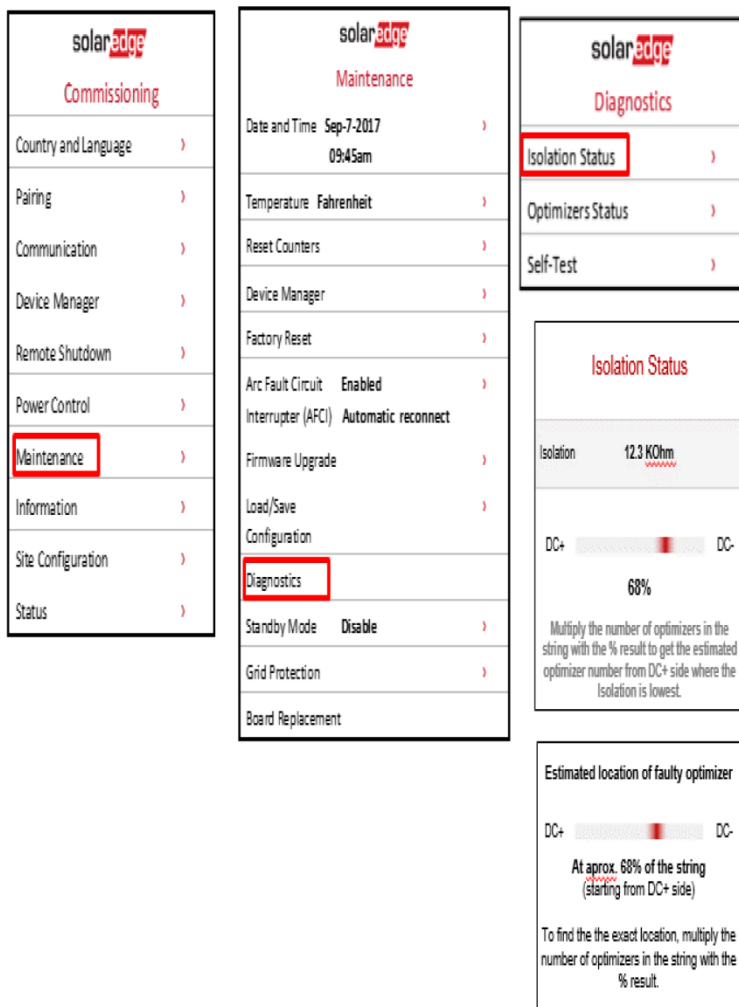 solaredge
Commissioning
Country and Language
Pairing
Communication
Device Manager
Remote Shutdown
Power Control
Maintenance
Information
Site Configuration
Status
solaredge
Maintenance
Date and Time Sep-7-2017
09:45am
Temperature Fahrenheit
Reset Counters
Device Manager
Factory Reset
Arc Fault Circuit Enabled
Interrupter (AFCI) Automatic reconnect
Firmware Upgrade
Load/Save
Configuration
Diagnostics
Standby Mode Disable
Grid Protection
Board Replacement
solaredge
Diagnostics
Isolation Status
Optimizers Status
Self-Test
Isolation Status
Isolation 12.3 KOhm
DC+ DC-
68%
Multiply the number of optimizers in the
string with the % result to get the estimated
optimizer number from DC+ side where the
Isolation is lowest.
Estimated location of faulty optimizer
DC+ DC-
At aprox. 68% of the string
(starting from DC+ side)
To find the the exact location, multiply the
number of optimizers in the string with the
% result.